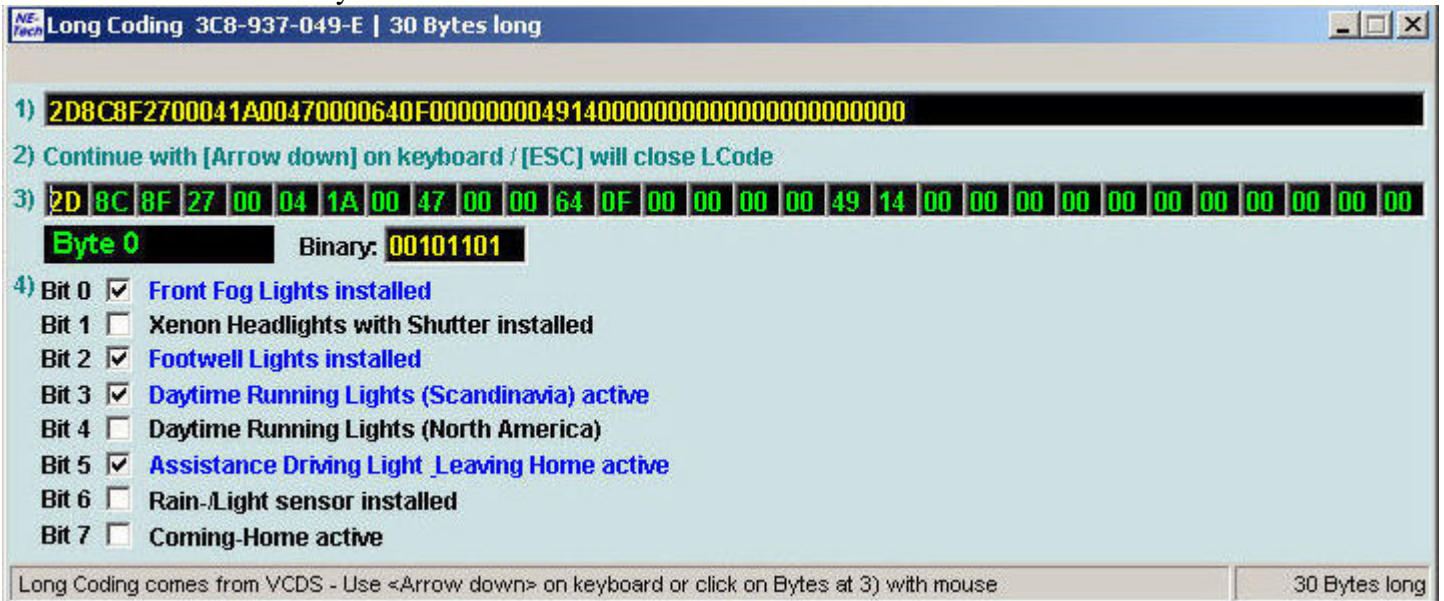 NE-Tech Long Coding 3C8-937-049-E | 30 Bytes long
1) 2D8C8F2700041A00470000640F0000000049140000000000000000000000
2) Continue with [Arrow down] on keyboard / [ESC] will close LCode
3) 2D 8C 8F 27 00 04 1A 00 47 00 00 64 0F 00 00 00 00 49 14 00 00 00 00 00 00 00 00 00 00 00
Byte 0 Binary: 00101101
4) Bit 0 Front Fog Lights installed
Bit 1 Xenon Headlights with Shutter installed
Bit 2 Footwell Lights installed
Bit 3 Daytime Running Lights (Scandinavia) active
Bit 4 Daytime Running Lights (North America)
Bit 5 Assistance Driving Light _Leaving Home active
Bit 6 Rain-/Light sensor installed
Bit 7 Coming-Home active
Long Coding comes from VCDS - Use <Arrow down> on keyboard or click on Bytes at 3) with mouse 30 Bytes long